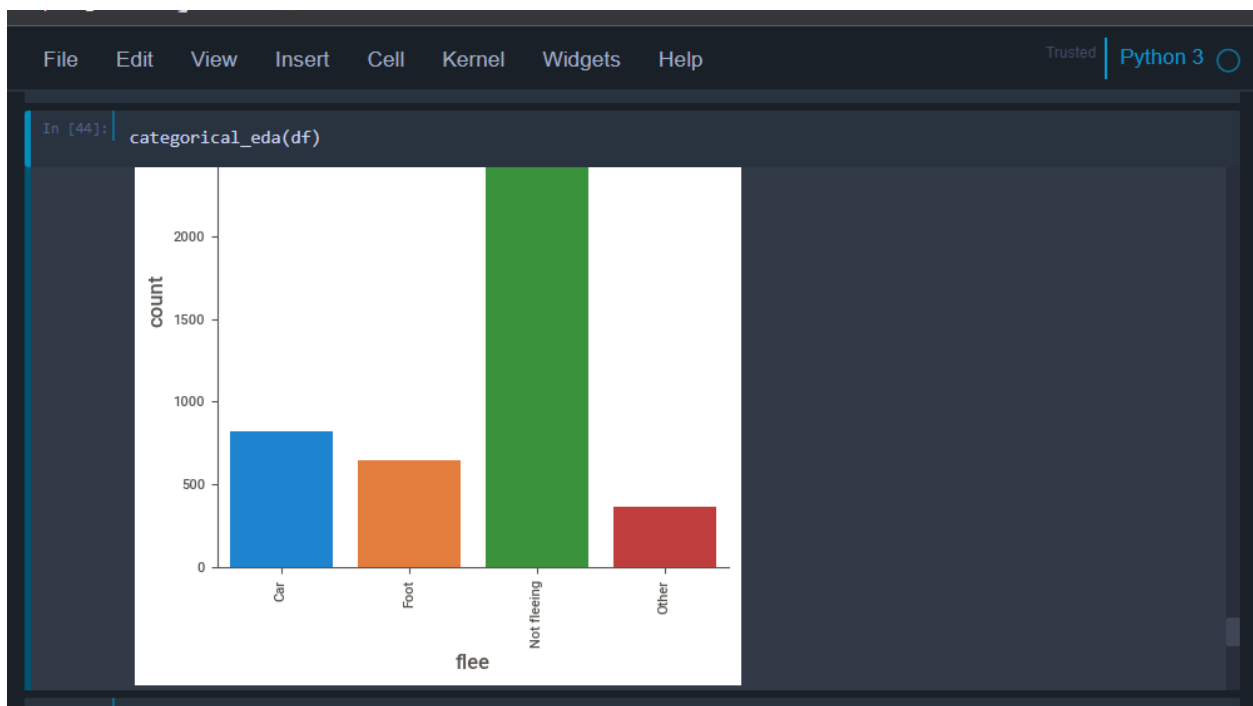 File Edit View Insert Cell Kernel Widgets Help Trusted Python 3
In [44]: categorical_eda(df)
2000
count
1500
1000
500
0
Car Foot Not fleeing Other
flee